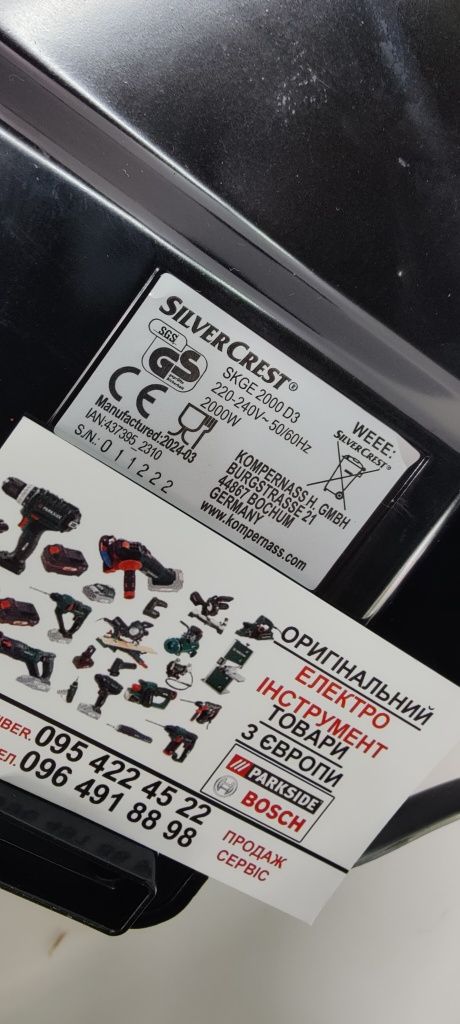 SILVERCREST®
SGS
GS
SKGE 2000 D3
220-240V~ 50/60Hz
2000W
CE
Manufactured:2024-03
IAN:437395_2310
S.N.: 011222
WEEE:
SILVERCREST®
KOMPERNASS H. GMBH
BURGSTRASSE 21
44867 BOCHUM
GERMANY
www.kompernass.com
ОРИГІНАЛЬНИЙ
ЕЛЕКТРО
ІНСТРУМЕНТ
ТОВАРИ
З ЄВРОПИ
PARKSIDE
BOSCH
IBER. 095 422 45 22
ЕЛ. 096 491 88 98
ПРОДАЖ
СЕРВІС